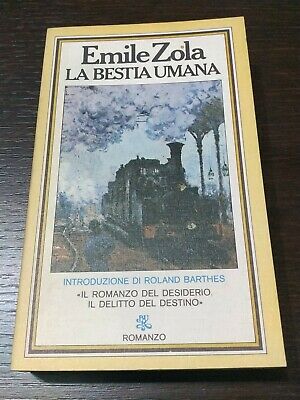 Emile Zola
LA BESTIA UMANA
INTRODUZIONE DI ROLAND BARTHES
«IL ROMANZO DEL DESIDERIO,
IL DELITTO DEL DESTINO»
ROMANZO